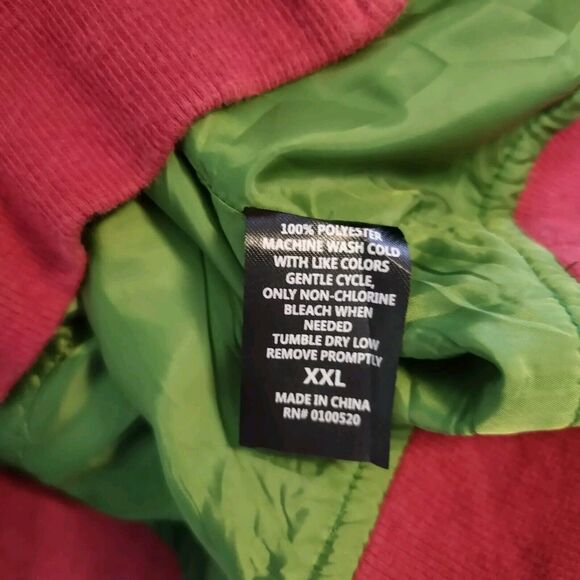 100% POLYESTER
MACHINE WASH COLD
WITH LIKE COLORS
GENTLE CYCLE,
ONLY NON-CHLORINE
BLEACH WHEN
NEEDED
TUMBLE DRY LOW
REMOVE PROMPTLY
XXL
MADE IN CHINA
RN# 0100520